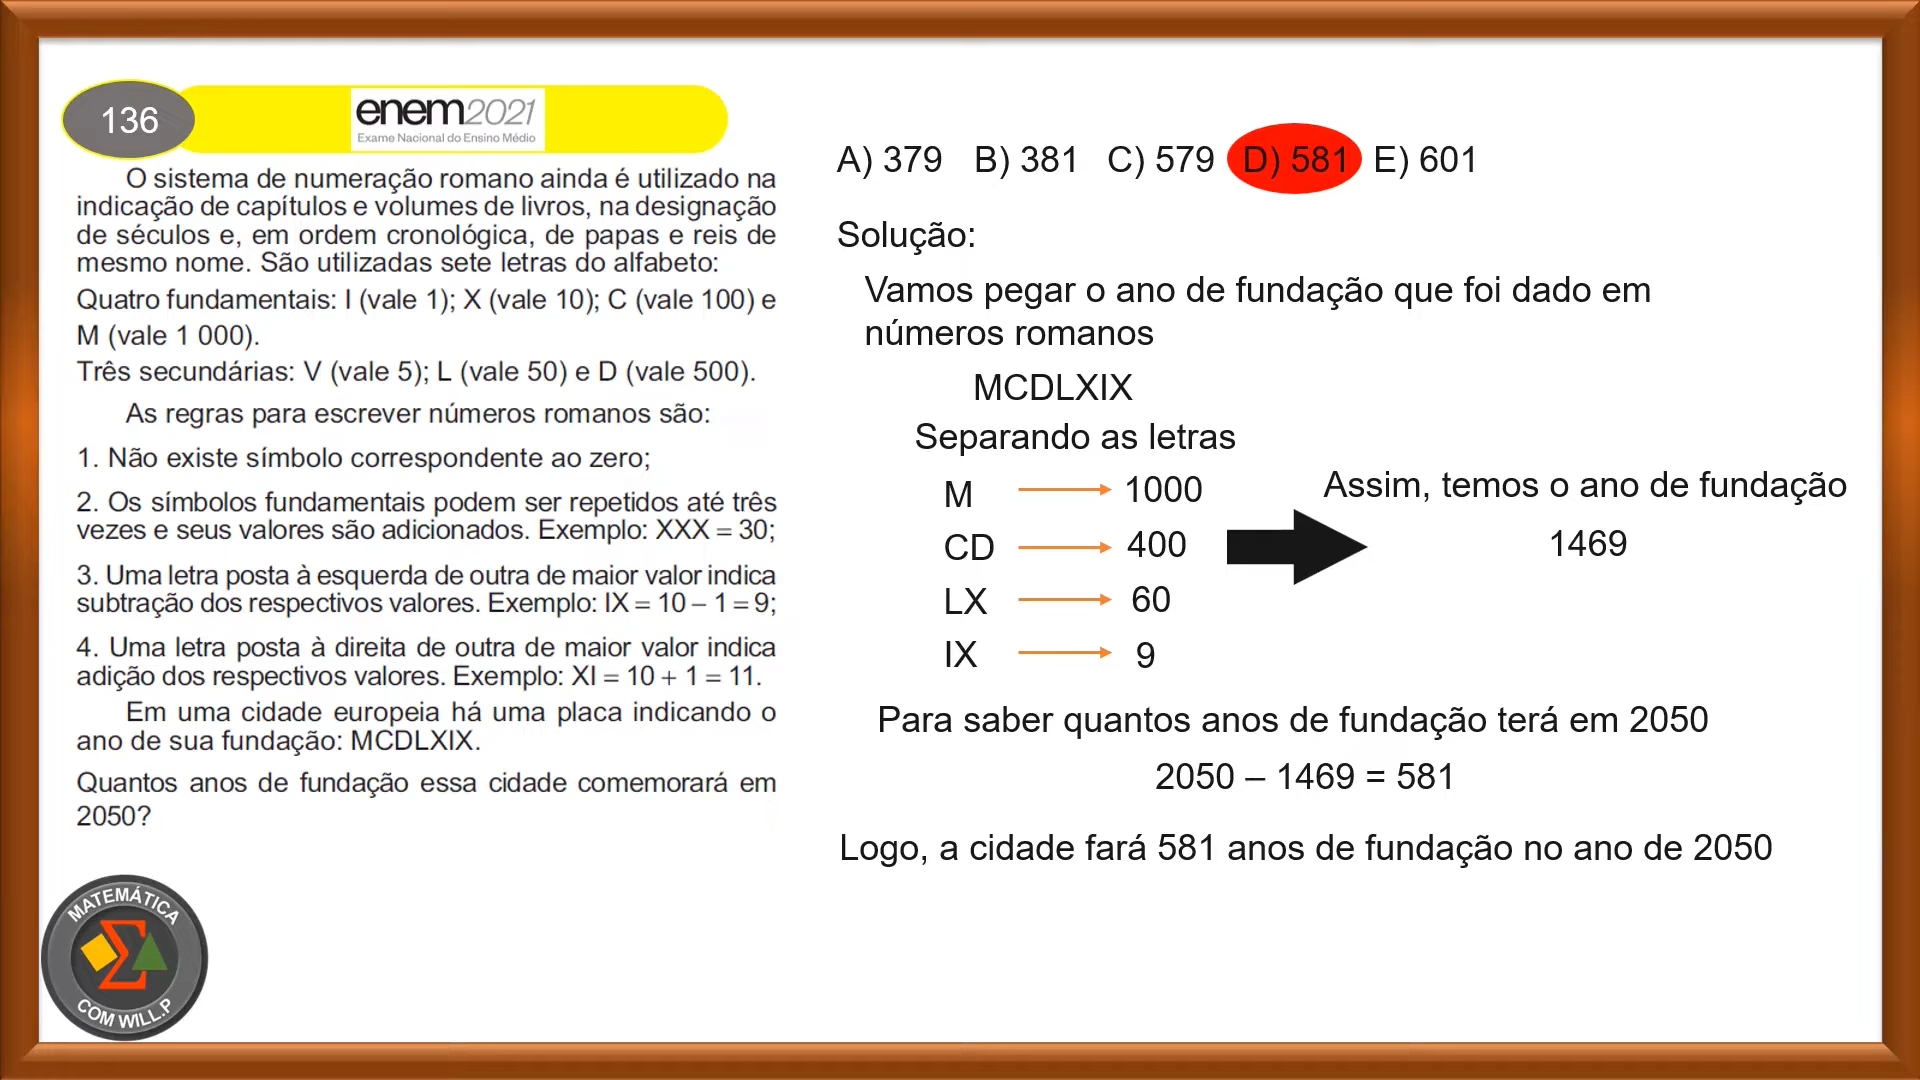 136
enem2021
Exame Nacional do Ensino Médio
O sistema de numeração romano ainda é utilizado na
indicação de capítulos e volumes de livros, na designação
de séculos e, em ordem cronológica, de papas e reis de
mesmo nome. São utilizadas sete letras do alfabeto:
Quatro fundamentais: I (vale 1); X (vale 10); C (vale 100) e
M (vale 1 000).
Três secundárias: V (vale 5); L (vale 50) e D (vale 500).
As regras para escrever números romanos são:
1. Não existe símbolo correspondente ao zero;
2. Os símbolos fundamentais podem ser repetidos até três
vezes e seus valores são adicionados. Exemplo: XXX = 30;
3. Uma letra posta à esquerda de outra de maior valor indica
subtração dos respectivos valores. Exemplo: IX = 10 – 1 = 9;
4. Uma letra posta à direita de outra de maior valor indica
adição dos respectivos valores. Exemplo: XI = 10 + 1 = 11.
Em uma cidade europeia há uma placa indicando o
ano de sua fundação: MCDLXIX.
Quantos anos de fundação essa cidade comemorará em
2050?
MATEMÁTICA
COM WILL.P
A) 379 B) 381 C) 579 D) 581 E) 601
Solução:
Vamos pegar o ano de fundação que foi dado em
números romanos
MCDLXIX
Separando as letras
M 1000
CD 400
LX 60
IX 9
Assim, temos o ano de fundação
1469
Para saber quantos anos de fundação terá em 2050
2050 – 1469 = 581
Logo, a cidade fará 581 anos de fundação no ano de 2050